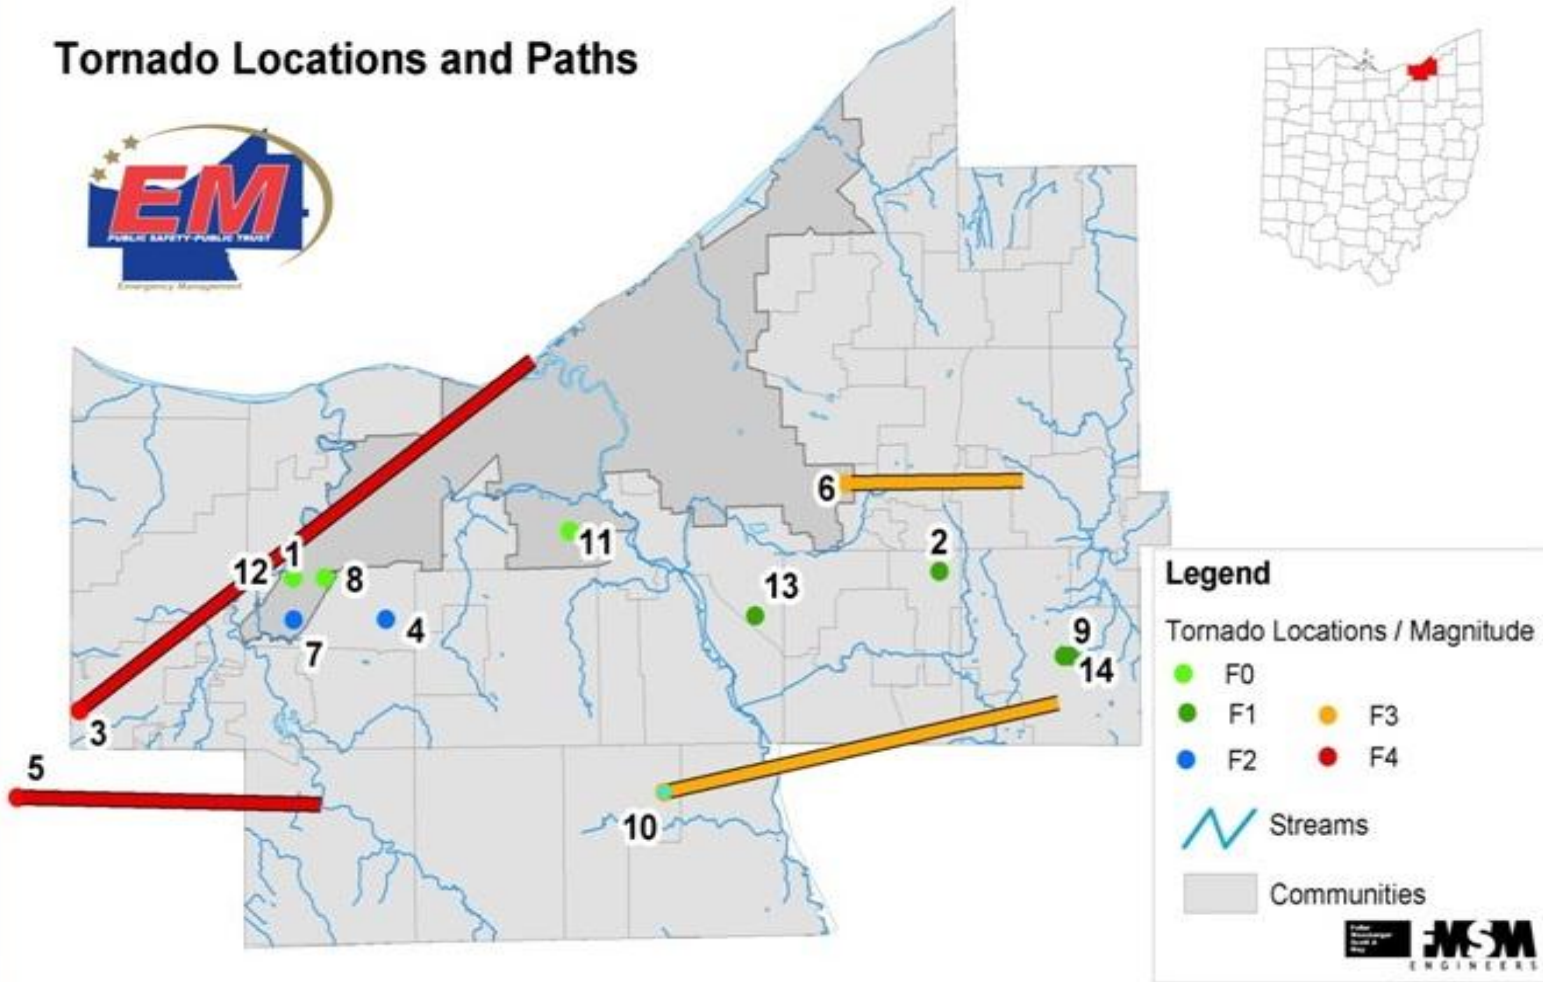 Tornado Locations and Paths
EM
PUBLIC SAFETY-PUBLIC TRUST
Emergency Management
6
11
2
12
1
8
13
7
4
9
14
3
5
10
Legend
Tornado Locations / Magnitude
F0
F1
F3
F2
F4
Streams
Communities
FMSM
ENGINEERS